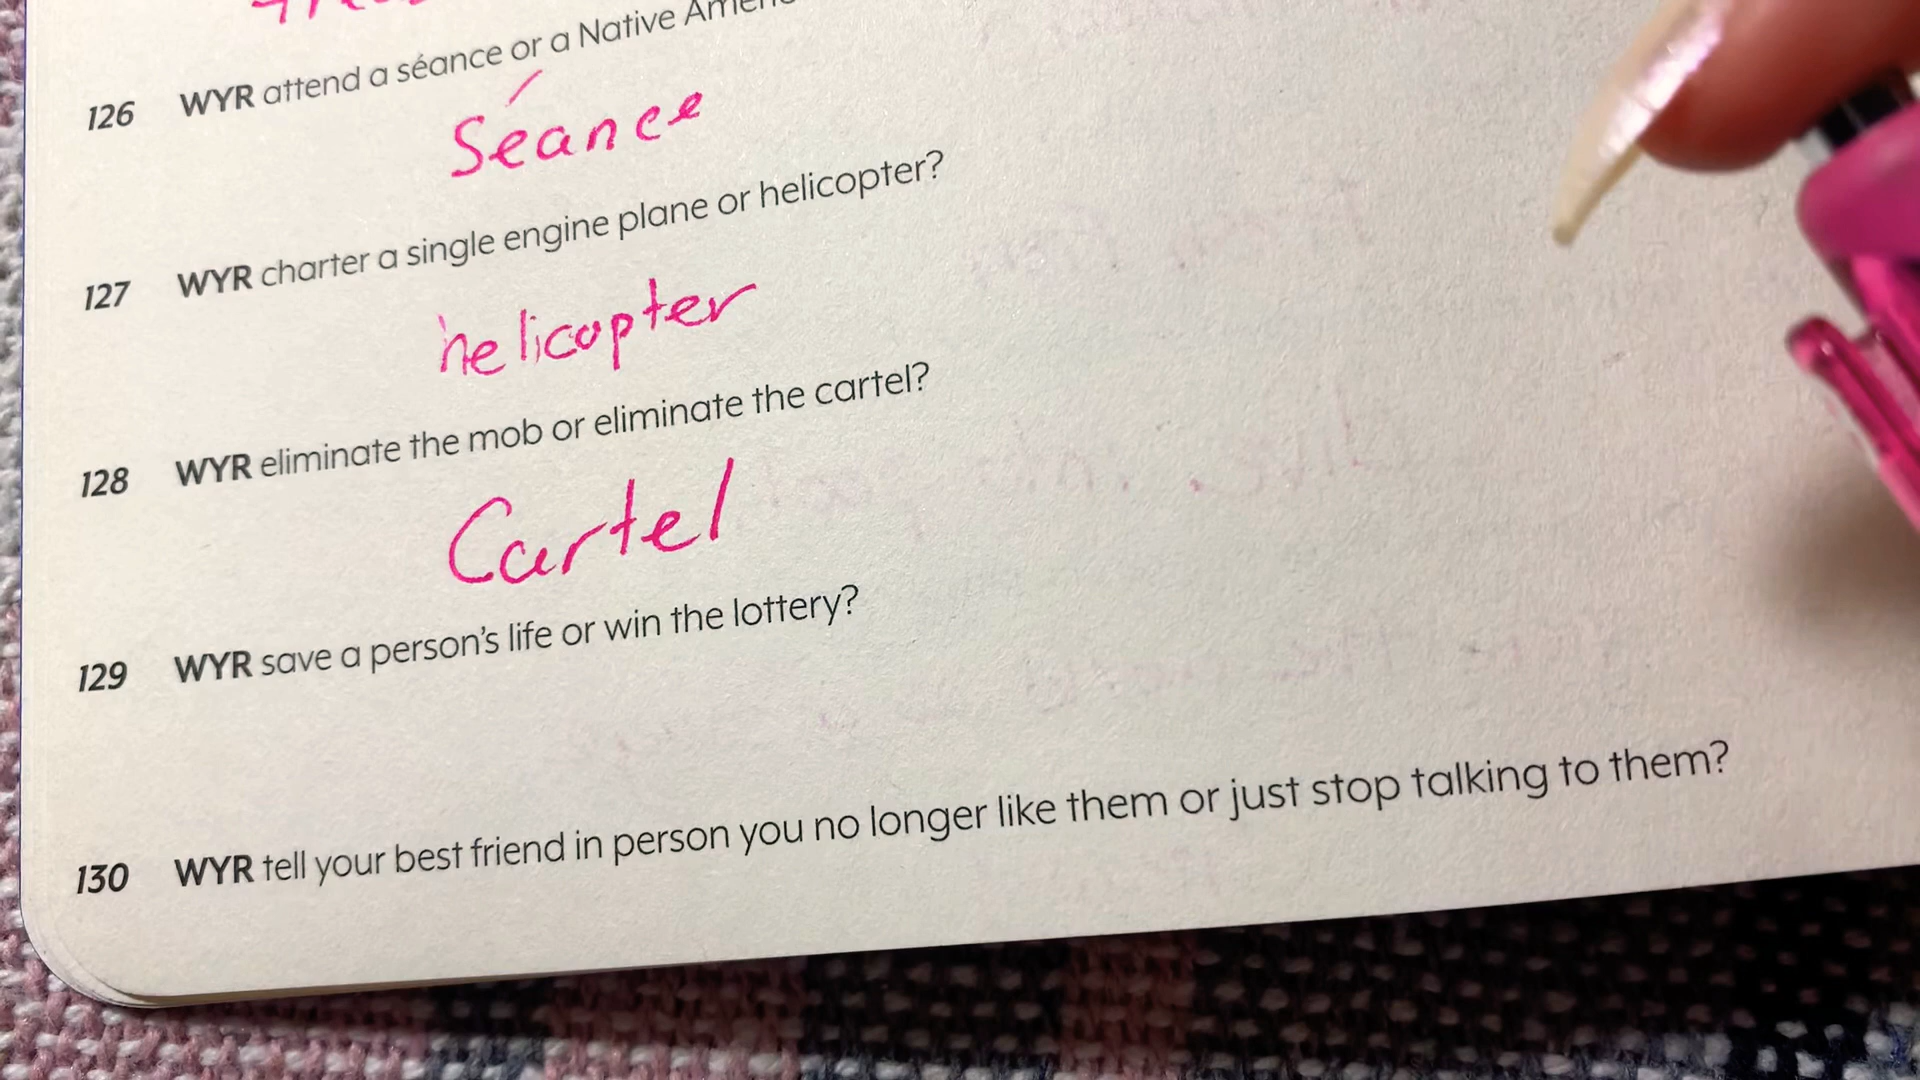 126 WYR attend a séance or a Native
Séance
127 WYR charter a single engine plane or helicopter?
helicopter
128 WYR eliminate the mob or eliminate the cartel?
Cartel
129 WYR save a person's life or win the lottery?
130 WYR tell your best friend in person you no longer like them or just stop talking to them?